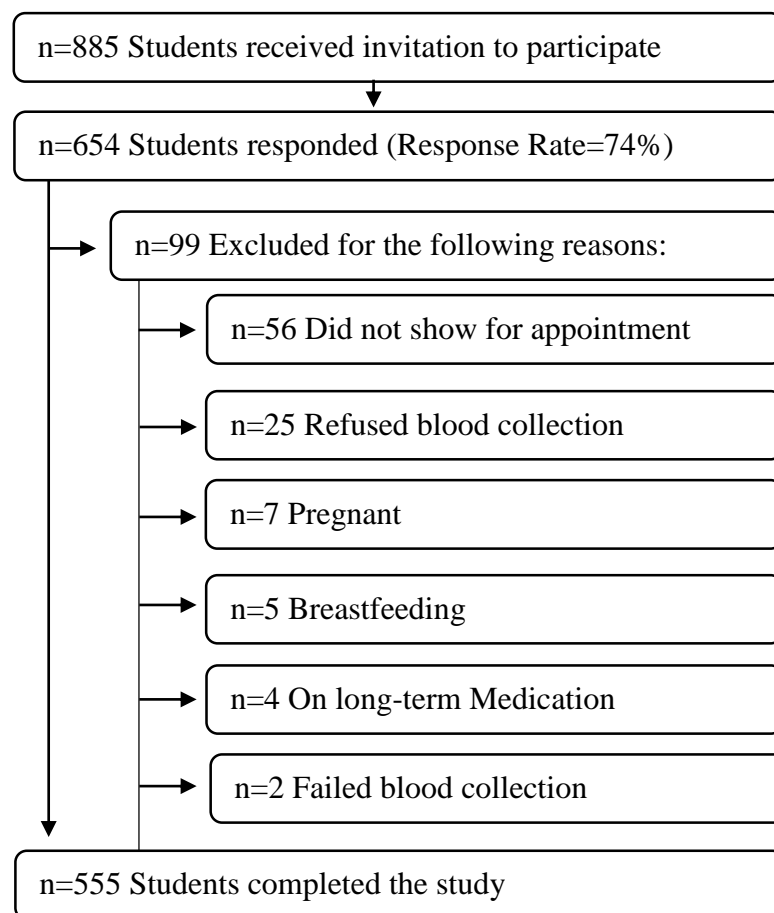 n=885 Students received invitation to participate
n=654 Students responded (Response Rate=74%)
n=99 Excluded for the following reasons:
n=56 Did not show for appointment
n=25 Refused blood collection
n=7 Pregnant
n=5 Breastfeeding
n=4 On long-term Medication
n=2 Failed blood collection
n=555 Students completed the study